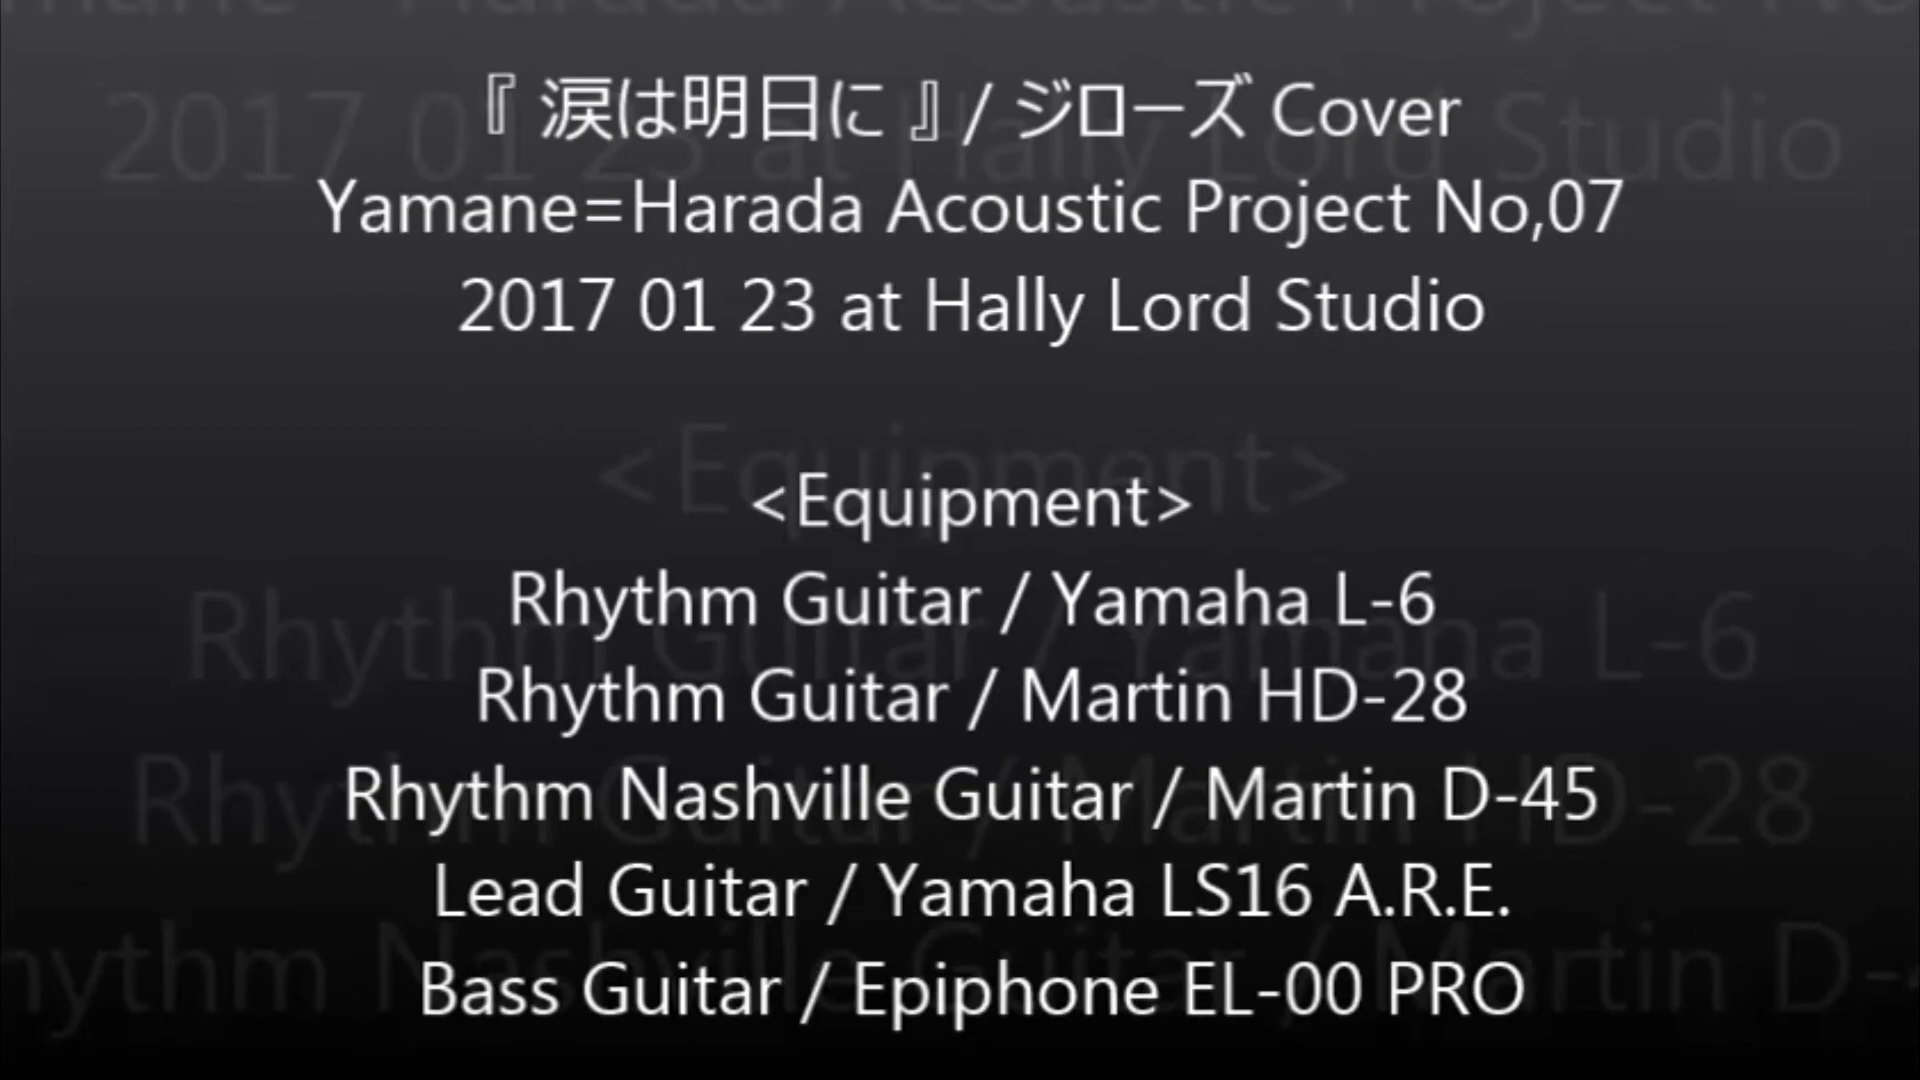 『 涙は明日に 』/ ジローズ Cover
Yamane=Harada Acoustic Project No,07
2017 01 23 at Hally Lord Studio
<Equipment>
Rhythm Guitar / Yamaha L-6
Rhythm Guitar / Martin HD-28
Rhythm Nashville Guitar / Martin D-45
Lead Guitar / Yamaha LS16 A.R.E.
Bass Guitar / Epiphone EL-00 PRO